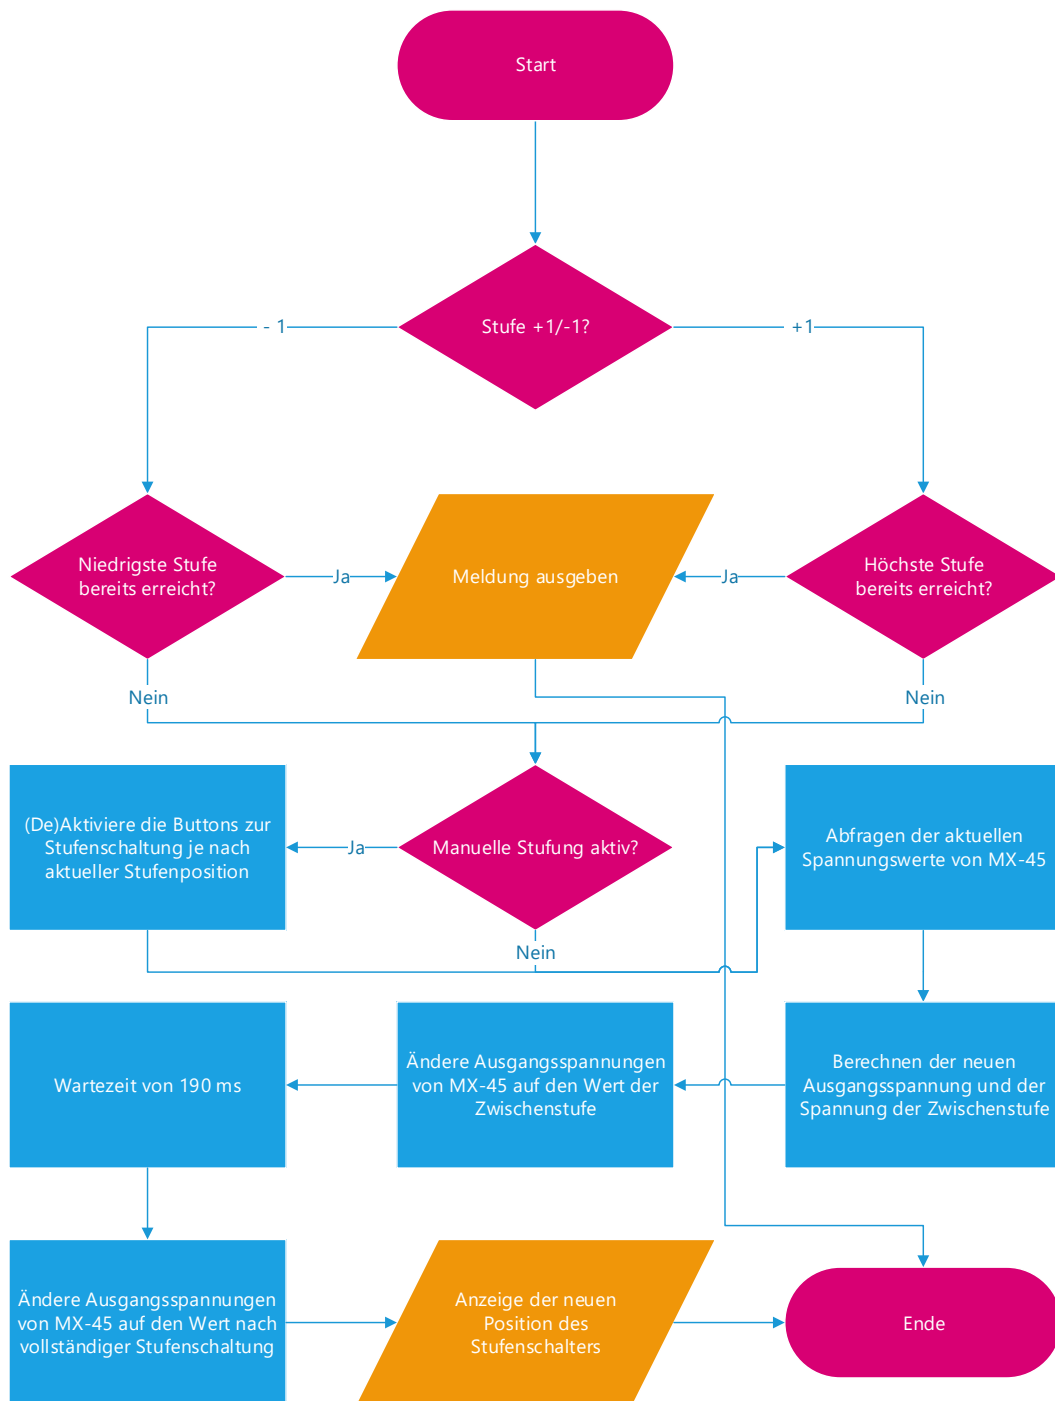 Start
Stufe +1/-1?
- 1
+1
Niedrigste Stufe
bereits erreicht?
Ja
Meldung ausgeben
Ja
Höchste Stufe
bereits erreicht?
Nein
Nein
(De)Aktiviere die Buttons zur
Stufenschaltung je nach
aktueller Stufenposition
Ja
Manuelle Stufung aktiv?
Abfragen der aktuellen
Spannungswerte von MX-45
Nein
Wartezeit von 190 ms
Ändere Ausgangsspannungen
von MX-45 auf den Wert der
Zwischenstufe
Berechnen der neuen
Ausgangsspannung und der
Spannung der Zwischenstufe
Ändere Ausgangsspannungen
von MX-45 auf den Wert nach
vollständiger Stufenschaltung
Anzeige der neuen
Position des
Stufenschalters
Ende